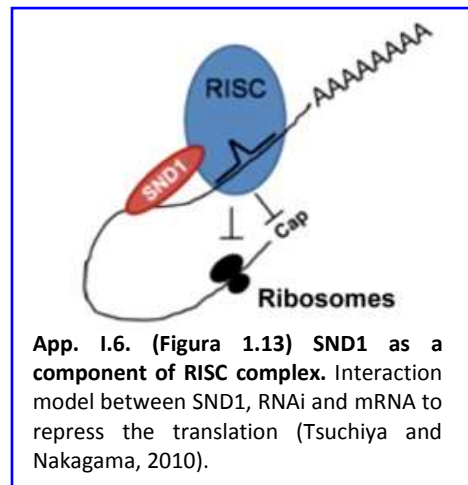 AAAAAAAA
RISC
SND1
Cap
Ribosomes
App. I.6. (Figura 1.13) SND1 as a
component of RISC complex. Interaction
model between SND1, RNAi and mRNA to
repress the translation (Tsuchiya and
Nakagama, 2010).